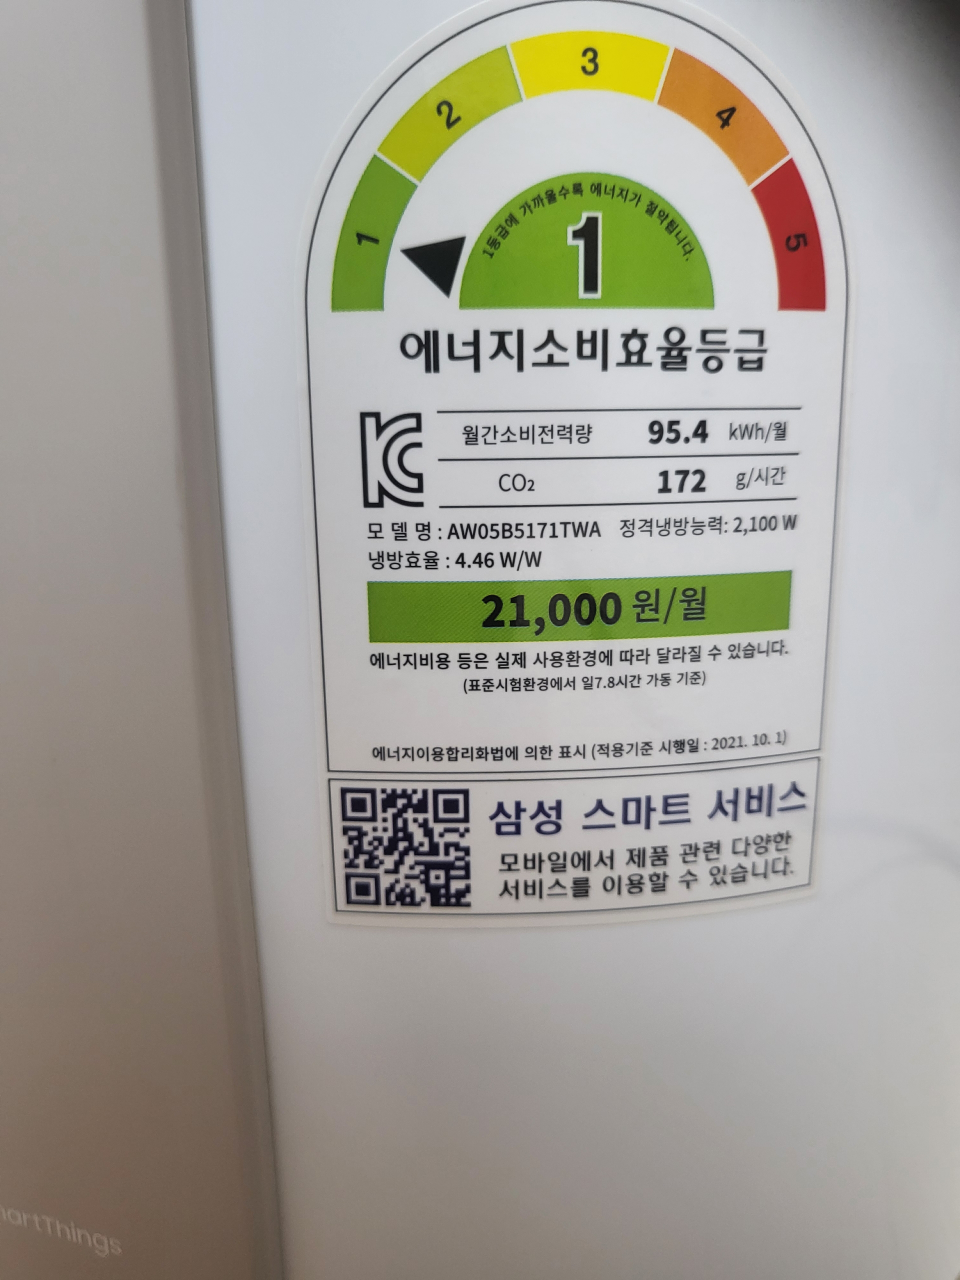 1
2
3
4
5
1등급에 가까울수록 에너지가 절약됩니다.
1
에너지소비효율등급
월간소비전력량 95.4 kWh/월
CO₂ 172 g/시간
모 델 명 : AW05B5171TWA 정격냉방능력: 2,100 W
냉방효율 : 4.46 W/W
21,000 원/월
에너지비용 등은 실제 사용환경에 따라 달라질 수 있습니다.
(표준시험환경에서 일7.8시간 가동 기준)
에너지이용합리화법에 의한 표시 (적용기준 시행일 : 2021. 10. 1)
삼성 스마트 서비스
모바일에서 제품 관련 다양한
서비스를 이용할 수 있습니다.